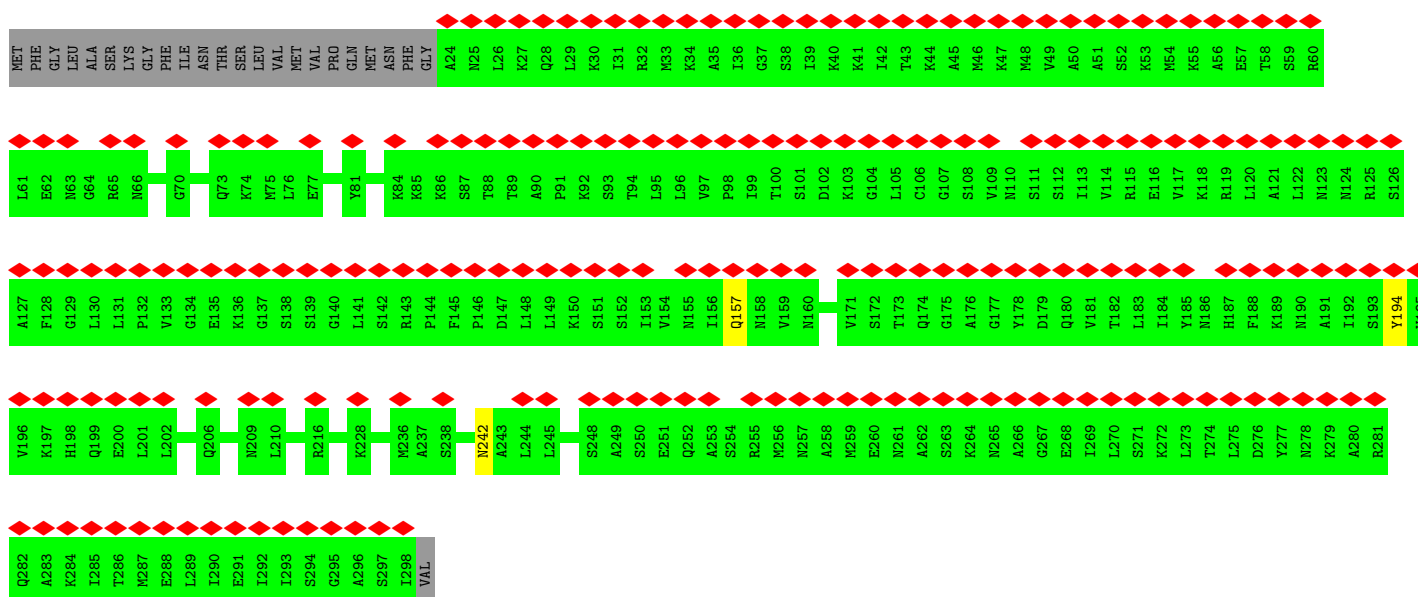 MET PHE GLY LEU ALA SER LYS GLY PHE ILE ASN THR SER LEU VAL MET VAL PRO GLN MET ASN PHE GLY A24 N25 L26 K27 Q28 L29 K30 I31 R32 M33 K34 A35 I36 G37 S38 I39 K40 K41 I42 T43 K44 A45 M46 K47 M48 V49 A50 A51 S52 K53 M54 K55 A56 E57 T58 S59 R60
L61 E62 N63 G64 R65 N66 G70 Q73 K74 M75 L76 E77 Y81 K84 K85 K86 S87 T88 T89 A90 P91 K92 S93 T94 L95 L96 V97 P98 I99 T100 S101 D102 K103 G104 L105 C106 G107 S108 V109 N110 S111 S112 I113 V114 R115 E116 V117 K118 R119 L120 A121 L122 N123 N124 R125 S126
A127 F128 G129 L130 L131 P132 V133 G134 E135 K136 G137 S138 S139 G140 L141 S142 R143 P144 F145 P146 D147 L148 L149 K150 S151 S152 I153 V154 N155 I156 Q157 N158 V159 N160 V171 S172 T173 Q174 G175 A176 G177 Y178 D179 Q180 V181 T182 L183 I184 Y185 N186 H187 F188 K189 N190 A191 I192 S193 Y194
V196 K197 H198 Q199 E200 L201 L202 Q206 N209 L210 R216 K228 M236 A237 S238 N242 A243 L244 L245 S248 A249 S250 E251 Q252 A253 S254 R255 M256 N257 A258 M259 E260 N261 A262 S263 K264 N265 A266 G267 E268 I269 L270 S271 K272 L273 T274 L275 D276 Y277 N278 K279 A280 R281
Q282 A283 K284 I285 T286 M287 E288 L289 I290 E291 I292 I293 S294 G295 A296 S297 I298 VAL